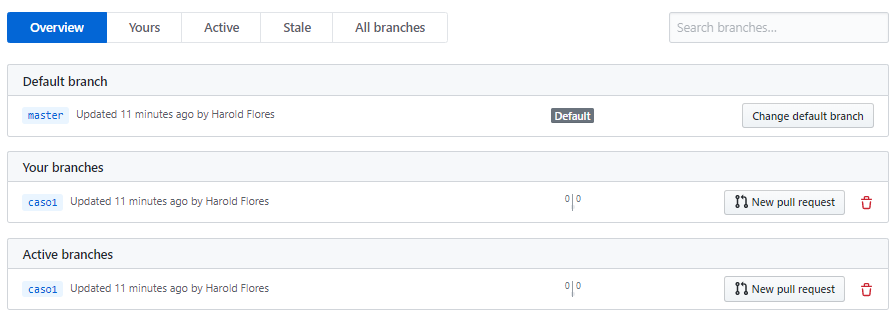 Overview Yours Active Stale All branches Search branches...
Default branch
master Updated 11 minutes ago by Harold Flores Default Change default branch
Your branches
caso1 Updated 11 minutes ago by Harold Flores 0 0 New pull request
Active branches
caso1 Updated 11 minutes ago by Harold Flores 0 0 New pull request